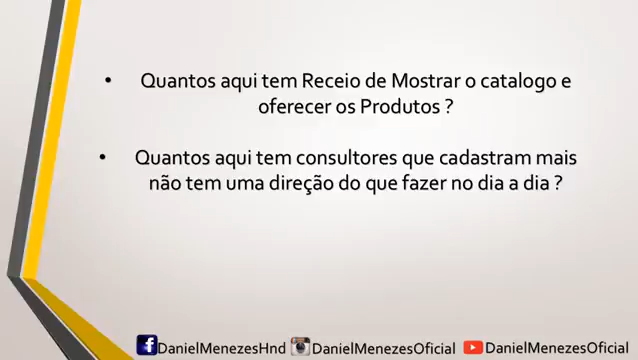 • Quantos aqui tem Receio de Mostrar o catalogo e
oferecer os Produtos ?
• Quantos aqui tem consultores que cadastram mais
não tem uma direção do que fazer no dia a dia ?
DanielMenezesHnd DanielMenezesOficial DanielMenezesOficial